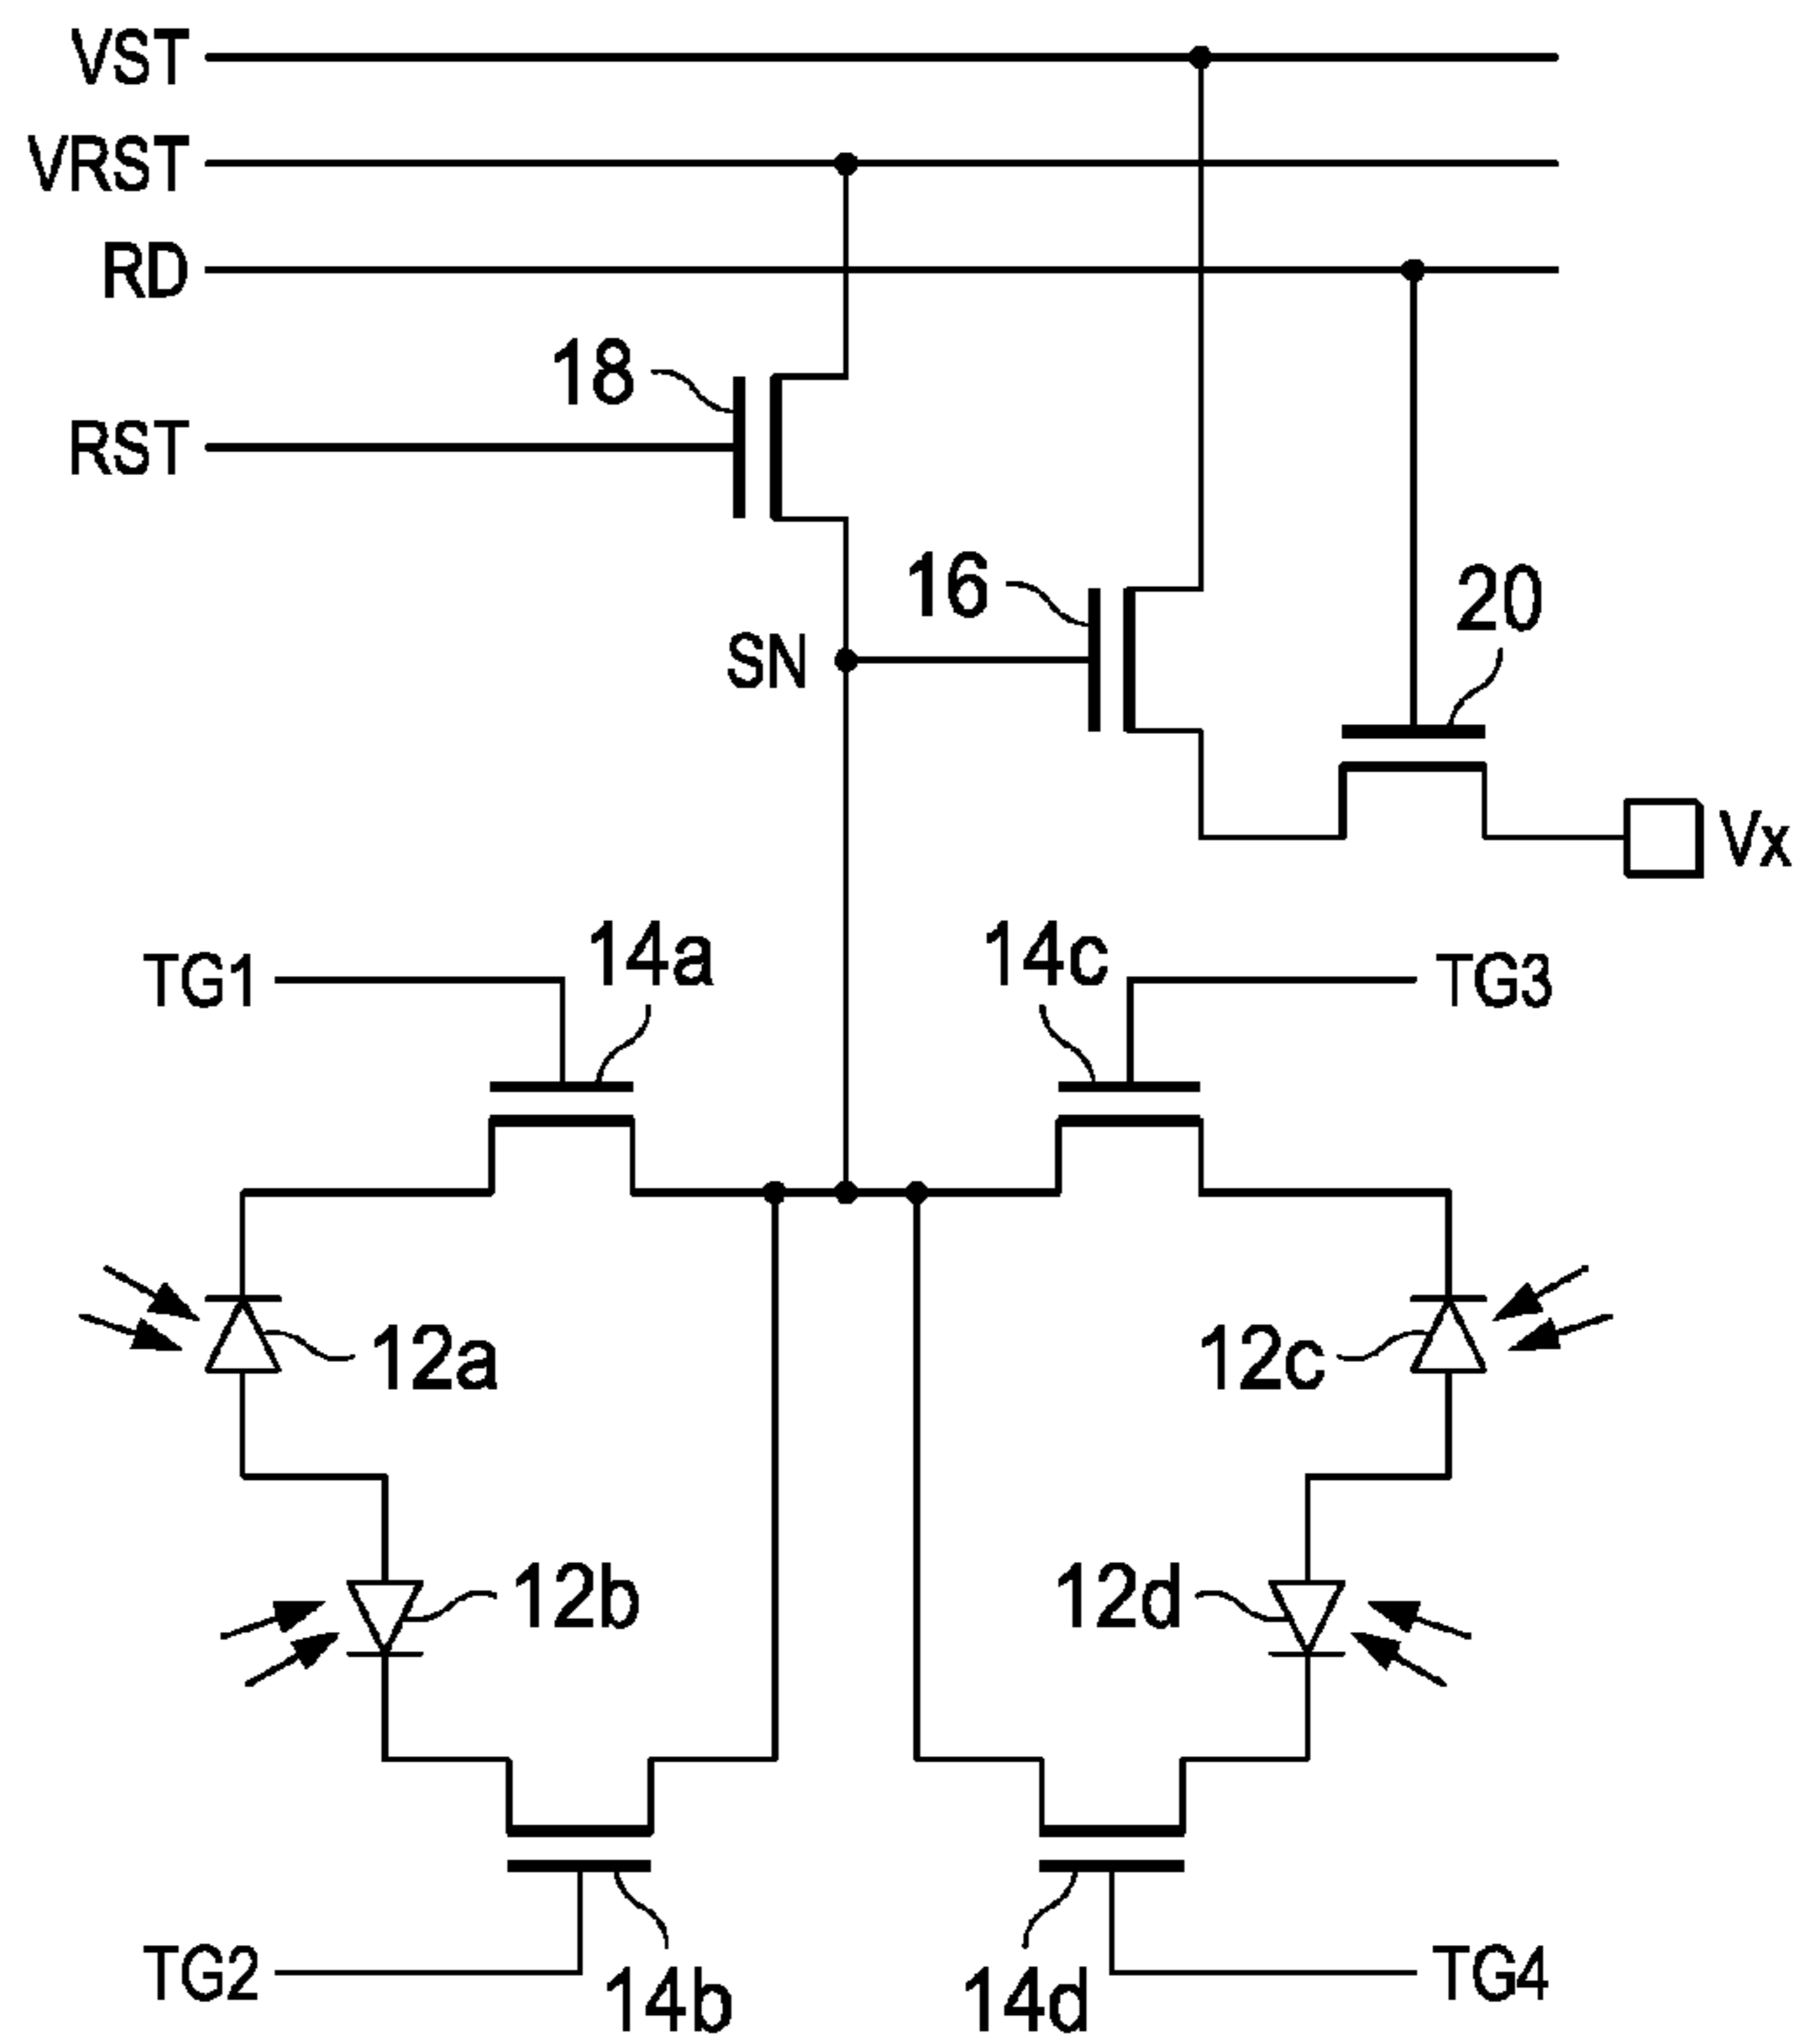 VST
VRST
RD
18
RST
16
20
SN
Vx
14a
14c
TG1
TG3
12a
12c
12b
12d
TG2
14b
14d
TG4